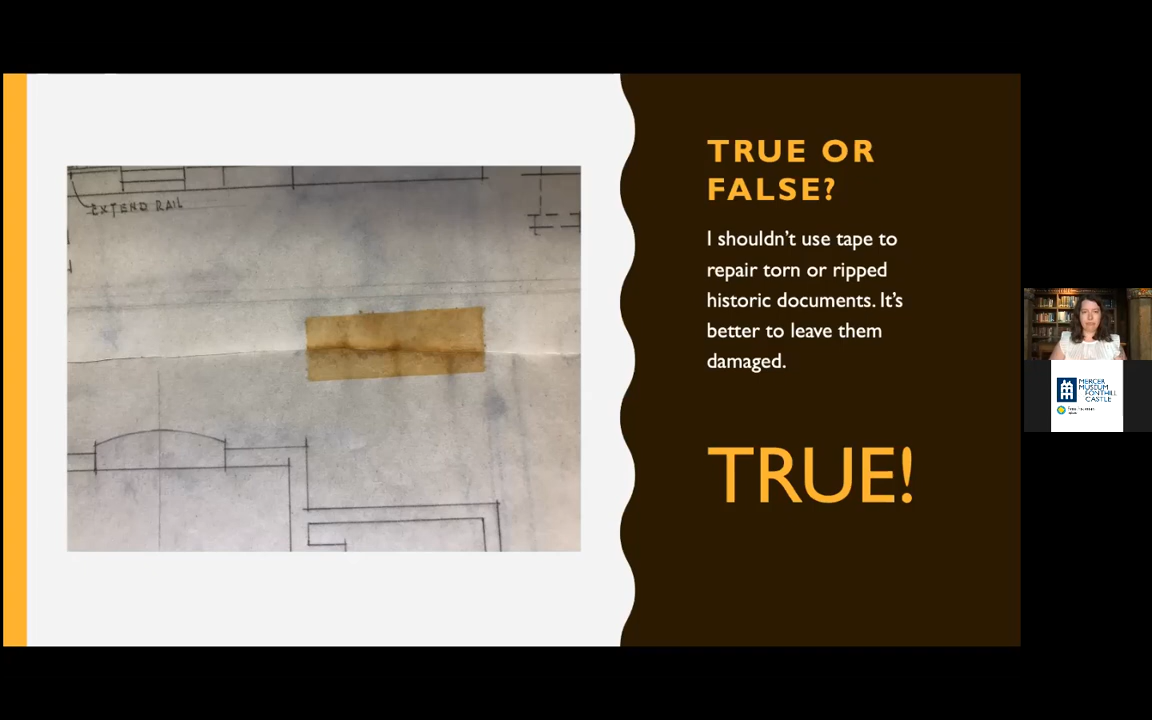 EXTEND RAIL
TRUE OR
FALSE?
I shouldn't use tape to
repair torn or ripped
historic documents. It's
better to leave them
damaged.
TRUE!
MERCER
MUSEUM
FONTHILL
CASTLE